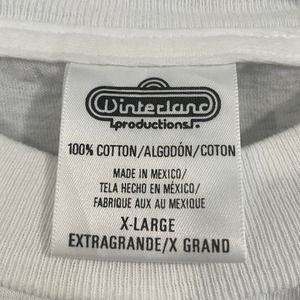 Winterland
productions.
100% COTTON/ALGODÓN/COTON
MADE IN MEXICO/
TELA HECHO EN MÉXICO/
FABRIQUE AUX AU MEXIQUE
X-LARGE
EXTRAGRANDE/X GRAND